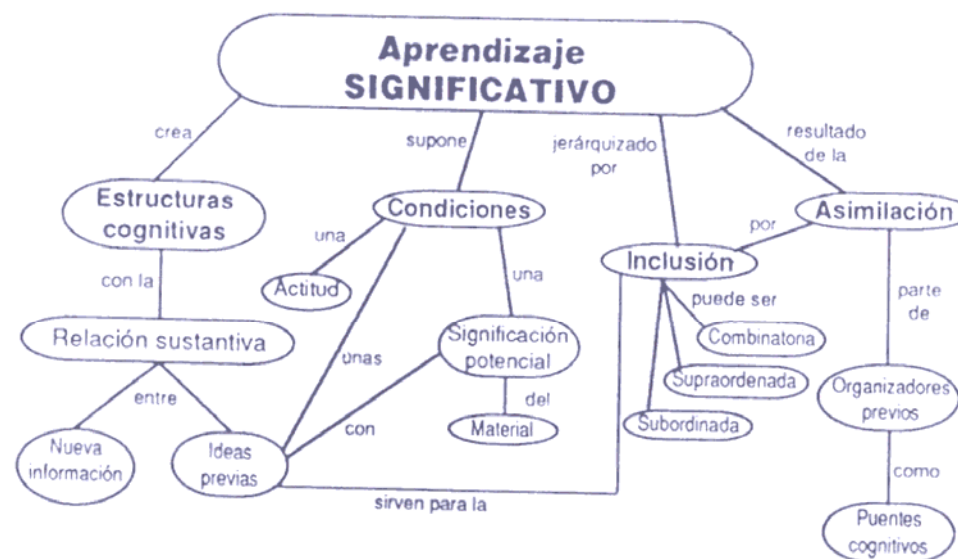 Aprendizaje
SIGNIFICATIVO
crea
supone
jerárquizado
por
resultado
de la
Estructuras
cognitivas
Condiciones
Asimilación
una
por
Inclusión
con la
Actitud
una
puede ser
parte
de
Relación sustantiva
unas
Significación
potencial
Combinatoria
Supraordenada
Organizadores
previos
entre
con
del
Material
Subordinada
Nueva
información
Ideas
previas
sirven para la
como
Puentes
cognitivos